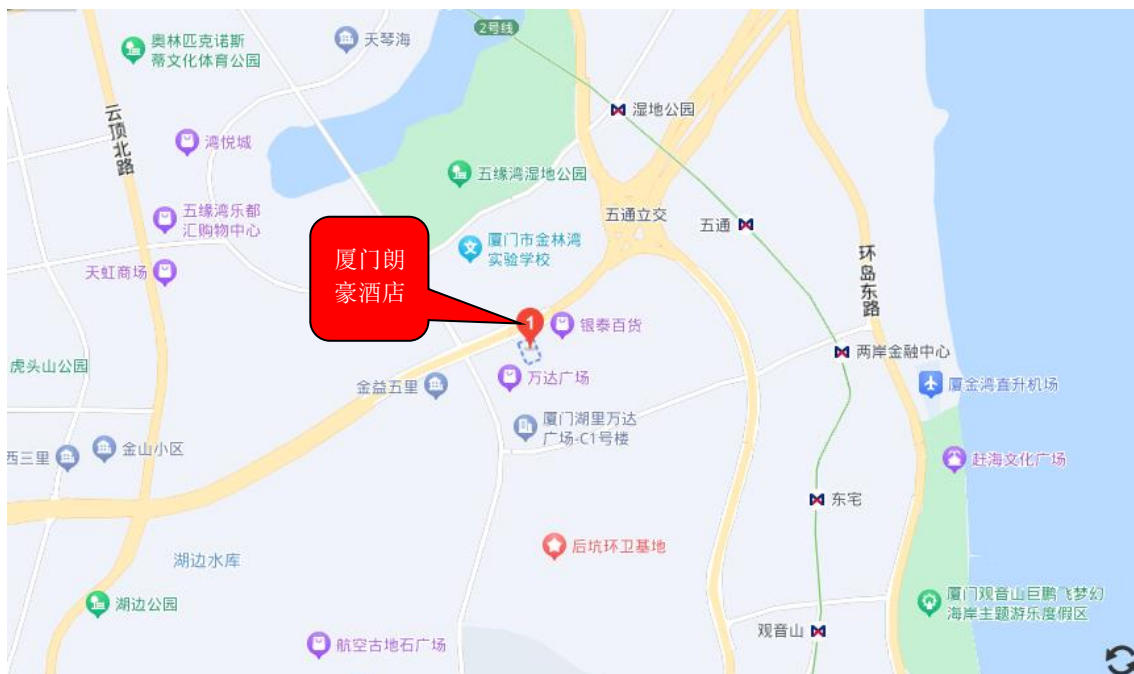 2号线
奥林匹克诺斯
蒂文化体育公园
天琴海
云顶北路
湿地公园
湾悦城
五缘湾湿地公园
五缘湾乐都
汇购物中心
五通立交
五通
厦门市金林湾
实验学校
厦门朗
豪酒店
环岛东路
天虹商场
1
银泰百货
虎头山公园
两岸金融中心
金益五里
万达广场
厦金湾直升机场
厦门湖里万达
广场-C1号楼
西三里
金山小区
赶海文化广场
东宅
后坑环卫基地
湖边水库
湖边公园
厦门观音山巨鹏飞梦幻
海岸主题游乐度假区
观音山
航空古地石广场